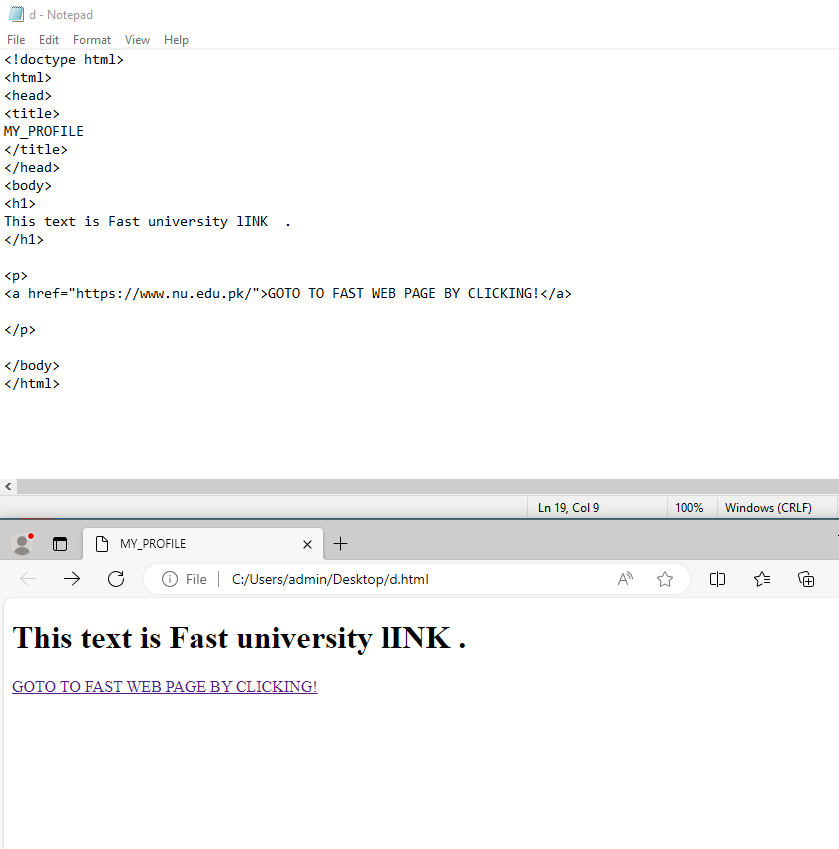 d - Notepad
File Edit Format View Help
<!doctype html>
<html>
<head>
<title>
MY_PROFILE
</title>
</head>
<body>
<h1>
This text is Fast university lINK  .
</h1>
<p>
<a href="https://www.nu.edu.pk/">GOTO TO FAST WEB PAGE BY CLICKING!</a>
</p>
</body>
</html>
Ln 19, Col 9 100% Windows (CRLF)
MY_PROFILE
File C:/Users/admin/Desktop/d.html
This text is Fast university lINK .
GOTO TO FAST WEB PAGE BY CLICKING!